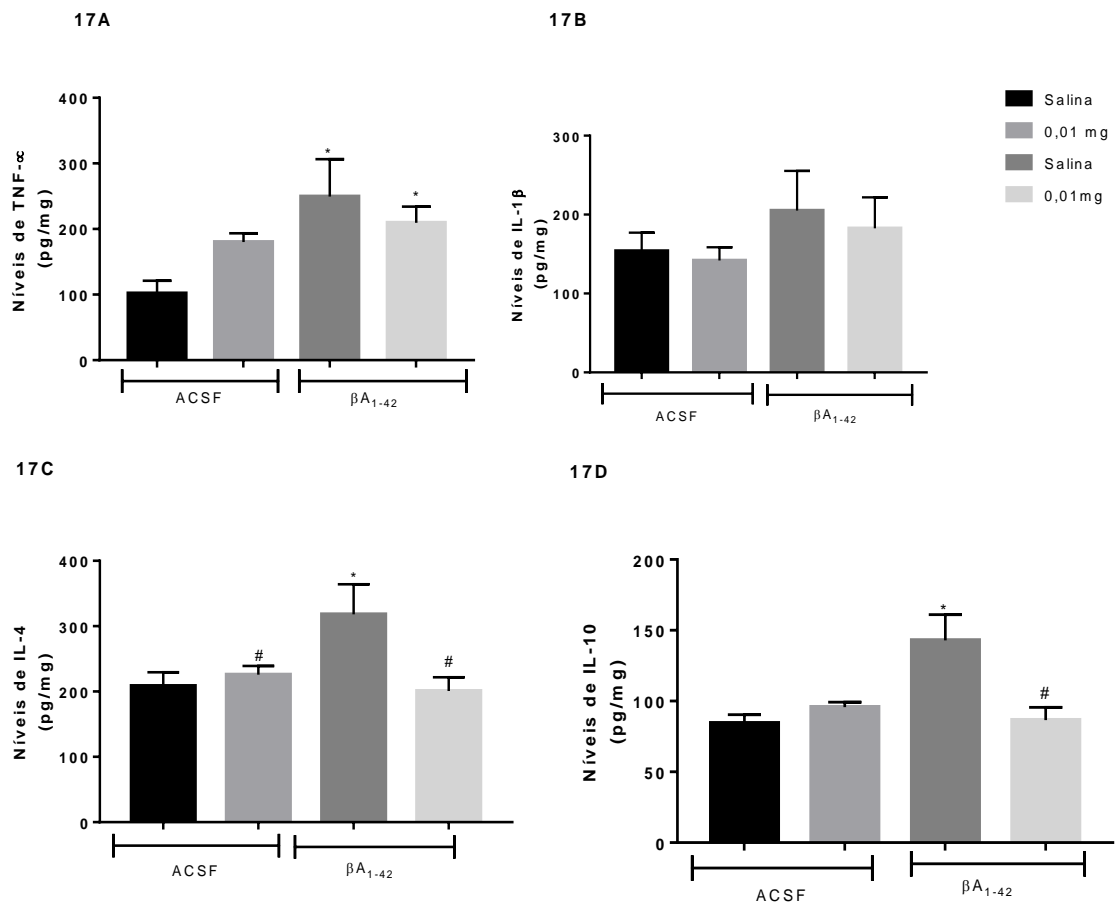 17A
400
300
200
100
0
Níveis de TNF-α
(pg/mg)
*
*
ACSF
βA1-42
17B
300
200
100
0
Níveis de IL-1β
(pg/mg)
ACSF
βA1-42
Salina
0,01 mg
Salina
0,01mg
17C
400
300
200
100
0
Níveis de IL-4
(pg/mg)
#
*
#
ACSF
βA1-42
17D
200
150
100
50
0
Níveis de IL-10
(pg/mg)
*
#
ACSF
βA1-42